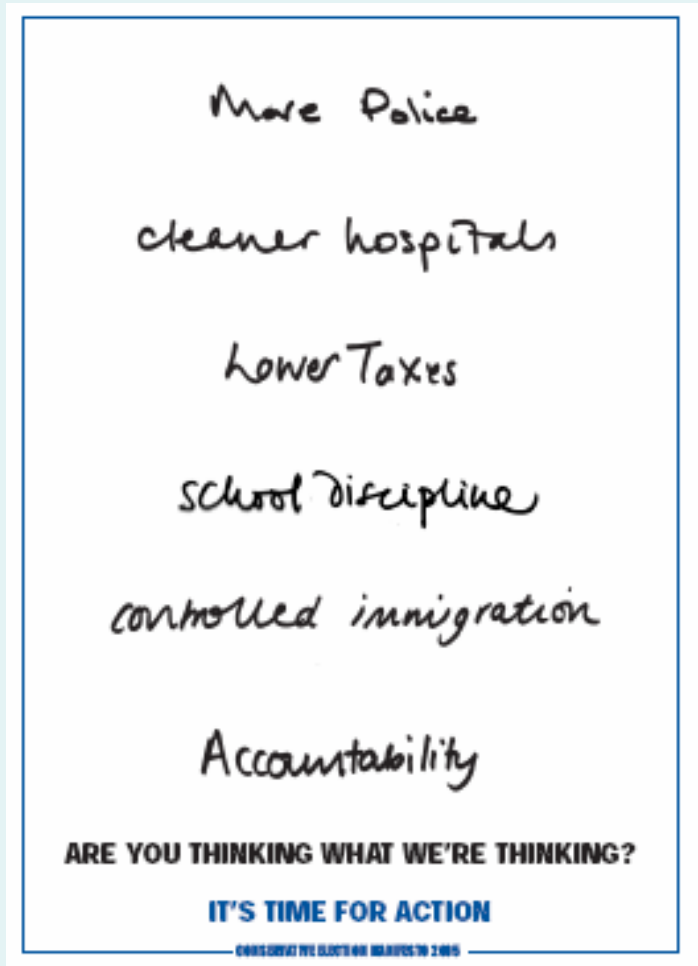 More Police
cleaner hospitals
Lower Taxes
school discipline
controlled immigration
Accountability
ARE YOU THINKING WHAT WE'RE THINKING?
IT'S TIME FOR ACTION
CONSERVATIVE ELECTION MANIFESTO 2005